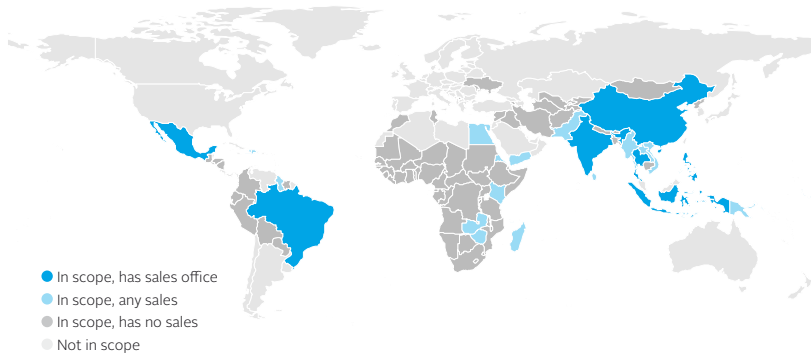 In scope, has sales office
In scope, any sales
In scope, has no sales
Not in scope